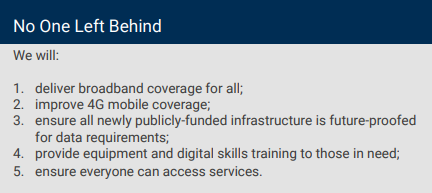 No One Left Behind
We will:
1. deliver broadband coverage for all;
2. improve 4G mobile coverage;
3. ensure all newly publicly-funded infrastructure is future-proofed
for data requirements;
4. provide equipment and digital skills training to those in need;
5. ensure everyone can access services.